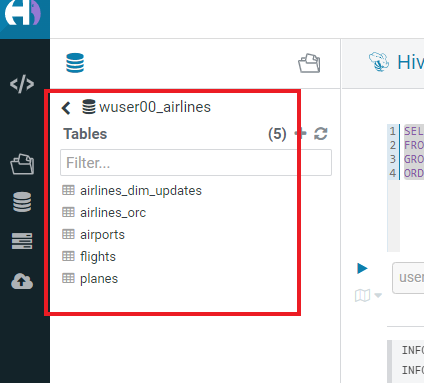 Hiv
wuser00_airlines
Tables (5)
Filter...
airlines_dim_updates
airlines_orc
airports
flights
planes
1 SEL
2 FRO
3 GRO
4 ORD
user
INFO
INFO